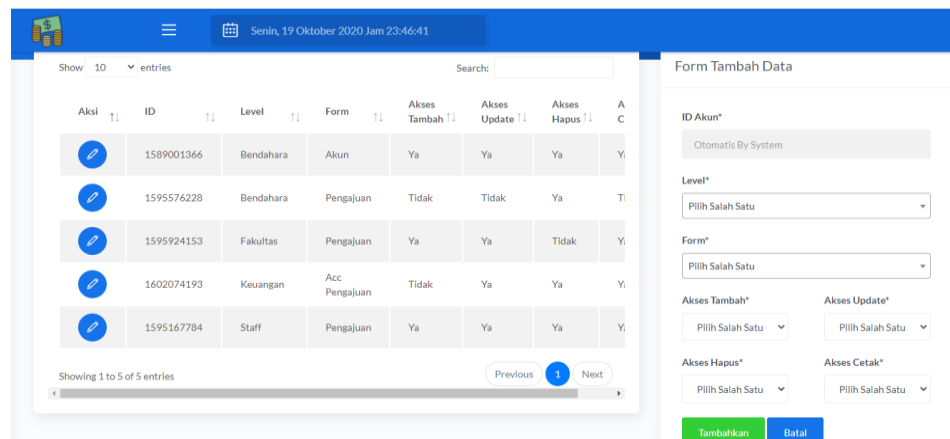 Senin, 19 Oktober 2020 Jam 23:46:41
Show 10 entries
Search:
Aksi ID Level Form Akses Tambah Akses Update Akses Hapus
1589001366 Bendahara Akun Ya Ya Ya
1595576228 Bendahara Pengajuan Tidak Tidak Ya
1595924153 Fakultas Pengajuan Ya Ya Tidak
1602074193 Keuangan Acc Pengajuan Tidak Ya Ya
1595167784 Staff Pengajuan Ya Ya Ya
Showing 1 to 5 of 5 entries
Previous 1 Next
Form Tambah Data
ID Akun*
Otomatis By System
Level*
Pilih Salah Satu
Form*
Pilih Salah Satu
Akses Tambah* Akses Update*
Pilih Salah Satu Pilih Salah Satu
Akses Hapus* Akses Cetak*
Pilih Salah Satu Pilih Salah Satu
Tambahkan Batal